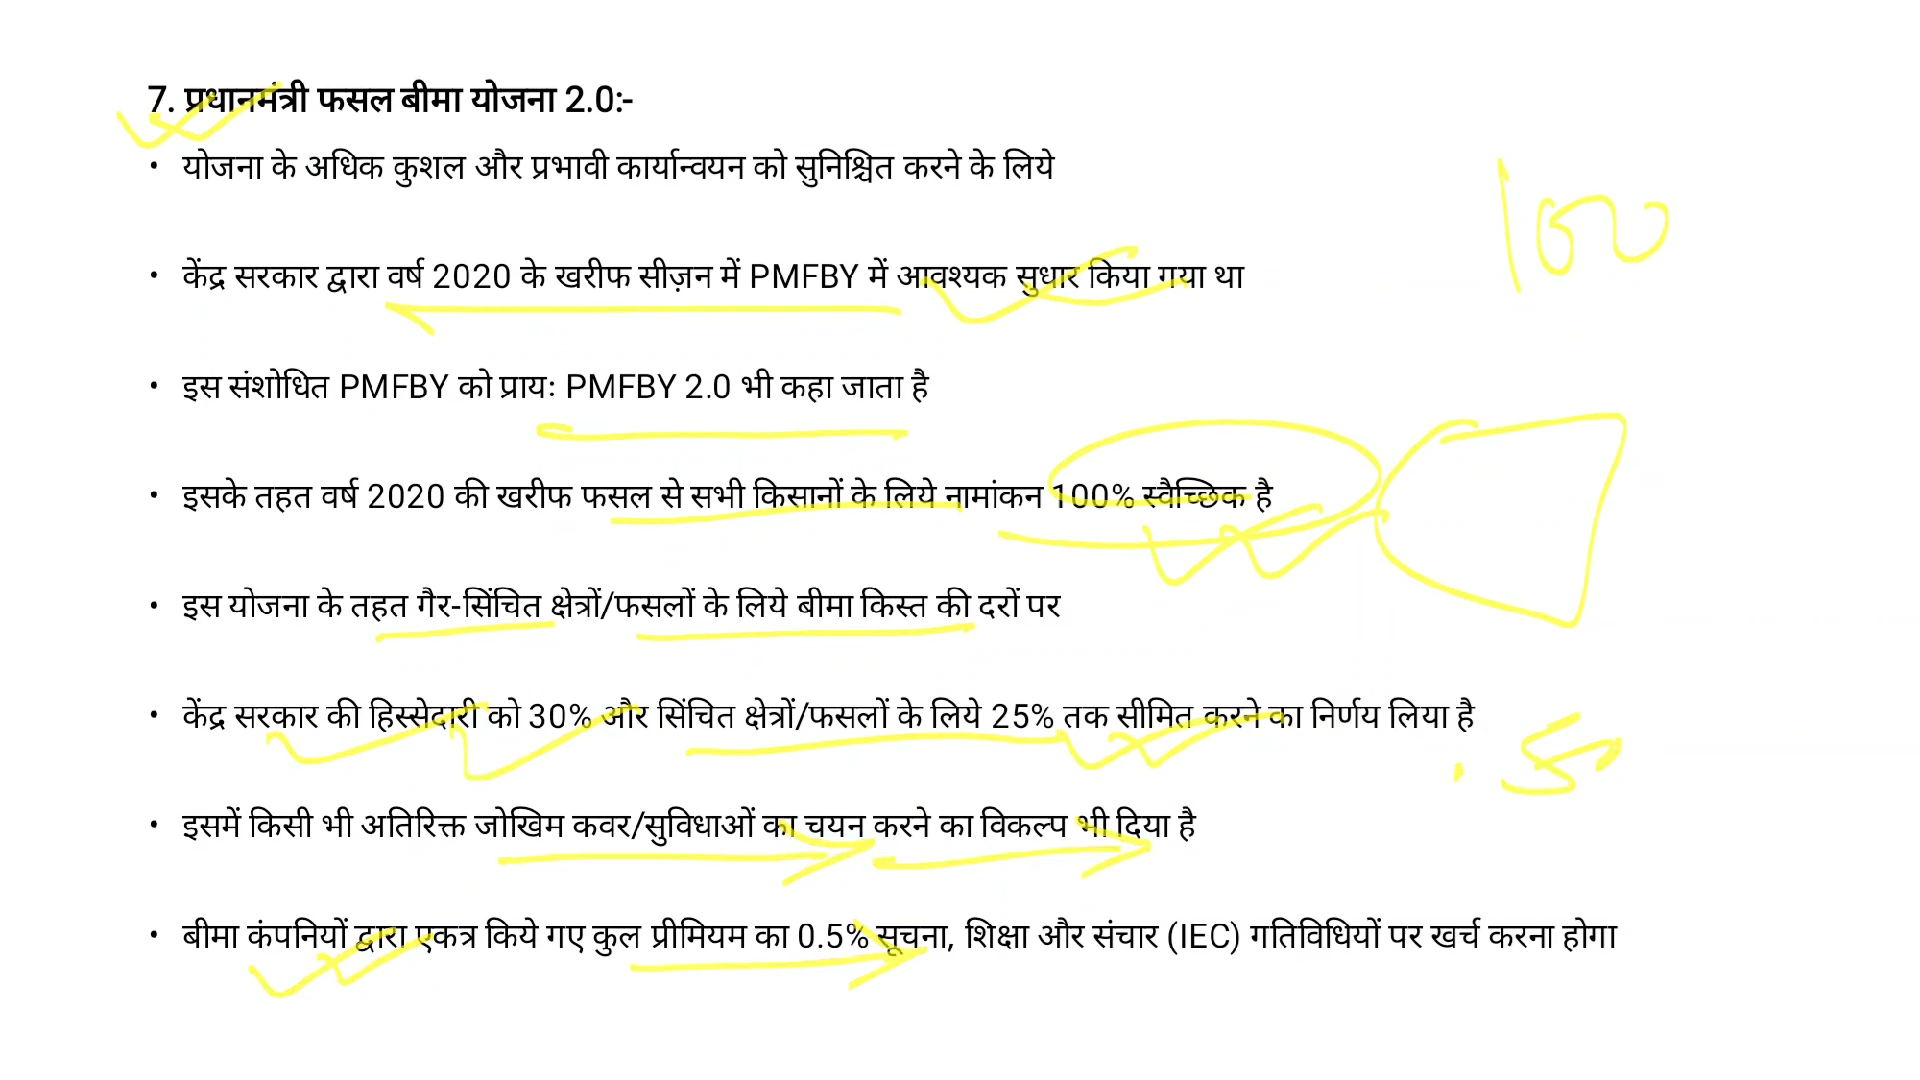 7. प्रधानमंत्री फसल बीमा योजना 2.0:-
• योजना के अधिक कुशल और प्रभावी कार्यान्वयन को सुनिश्चित करने के लिये
100
• केंद्र सरकार द्वारा वर्ष 2020 के खरीफ सीज़न में PMFBY में आवश्यक सुधार किया गया था
• इस संशोधित PMFBY को प्रायः PMFBY 2.0 भी कहा जाता है
• इसके तहत वर्ष 2020 की खरीफ फसल से सभी किसानों के लिये नामांकन 100% स्वैच्छिक है
• इस योजना के तहत गैर-सिंचित क्षेत्रों/फसलों के लिये बीमा किस्त की दरों पर
• केंद्र सरकार की हिस्सेदारी को 30% और सिंचित क्षेत्रों/फसलों के लिये 25% तक सीमित करने का निर्णय लिया है
• इसमें किसी भी अतिरिक्त जोखिम कवर/सुविधाओं का चयन करने का विकल्प भी दिया है
• बीमा कंपनियों द्वारा एकत्र किये गए कुल प्रीमियम का 0.5% सूचना, शिक्षा और संचार (IEC) गतिविधियों पर खर्च करना होगा